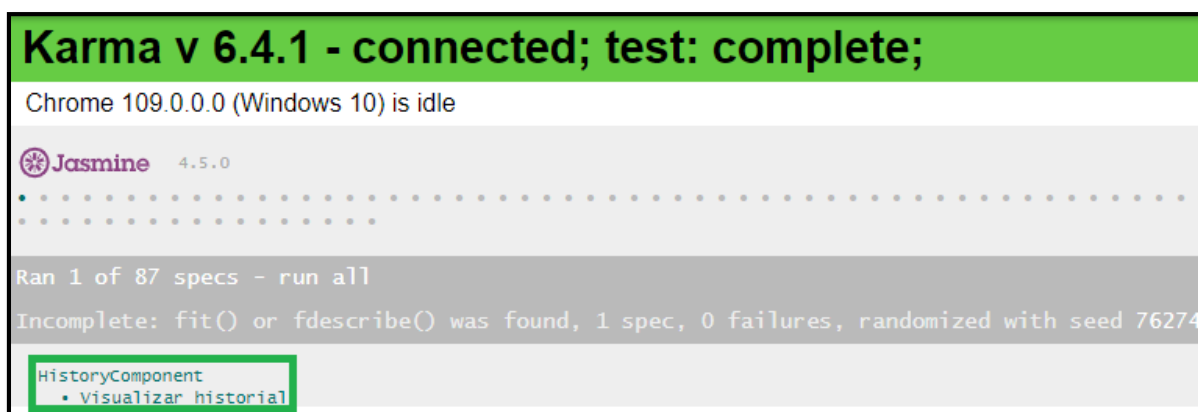 Karma v 6.4.1 - connected; test: complete;
Chrome 109.0.0.0 (Windows 10) is idle
Jasmine 4.5.0
Ran 1 of 87 specs - run all
Incomplete: fit() or fdescribe() was found, 1 spec, 0 failures, randomized with seed 76274
HistoryComponent
• Visualizar historial